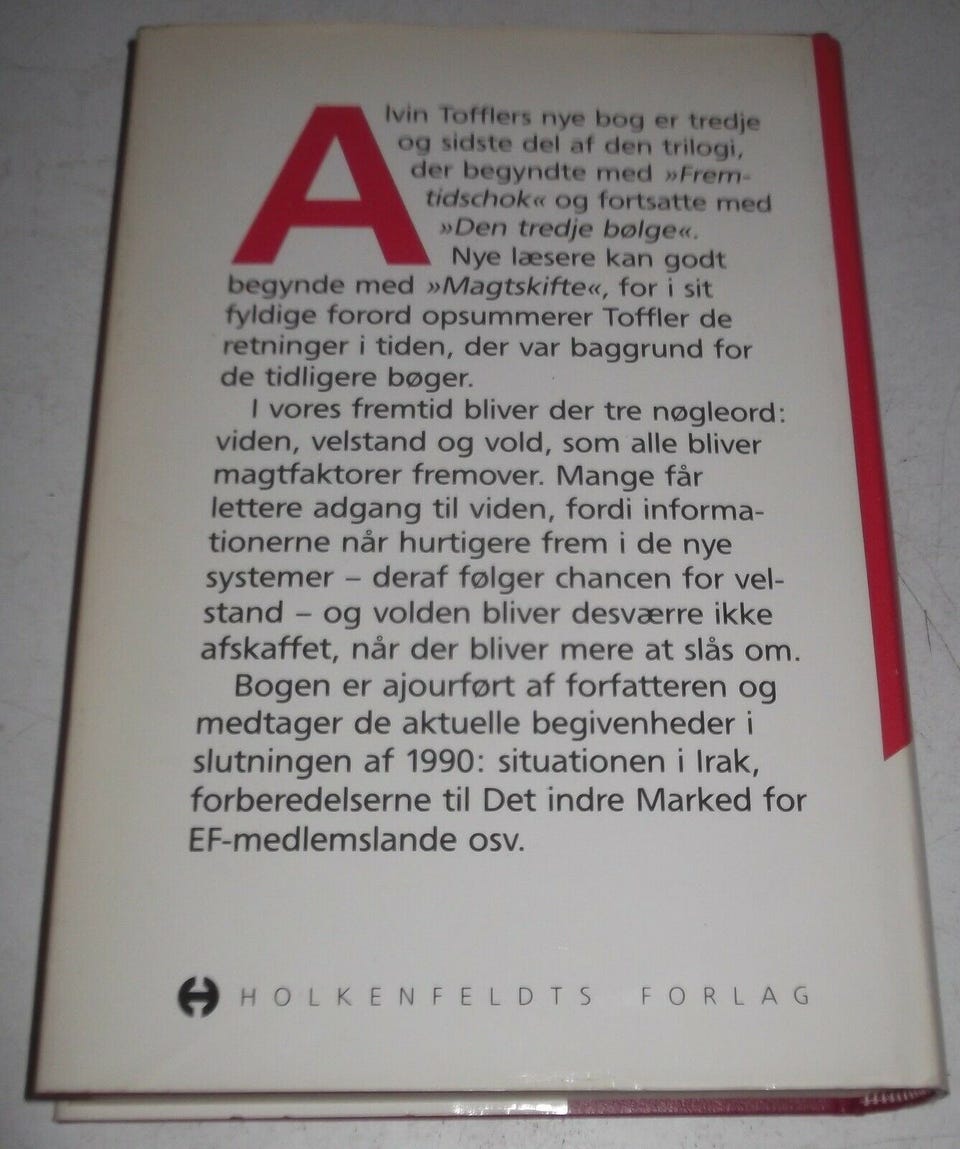 Alvin Tofflers nye bog er tredje
og sidste del af den trilogi,
der begyndte med »Frem-
tidschok« og fortsatte med
»Den tredje bølge«.
Nye læsere kan godt
begynde med »Magtskifte«, for i sit
fyldige forord opsummerer Toffler de
retninger i tiden, der var baggrund for
de tidligere bøger.
I vores fremtid bliver der tre nøgleord:
viden, velstand og vold, som alle bliver
magtfaktorer fremover. Mange får
lettere adgang til viden, fordi informa-
tionerne når hurtigere frem i de nye
systemer – deraf følger chancen for vel-
stand – og volden bliver desværre ikke
afskaffet, når der bliver mere at slås om.
Bogen er ajourført af forfatteren og
medtager de aktuelle begivenheder i
slutningen af 1990: situationen i Irak,
forberedelserne til Det indre Marked for
EF-medlemslande osv.
HOLKENFELDTS FORLAG